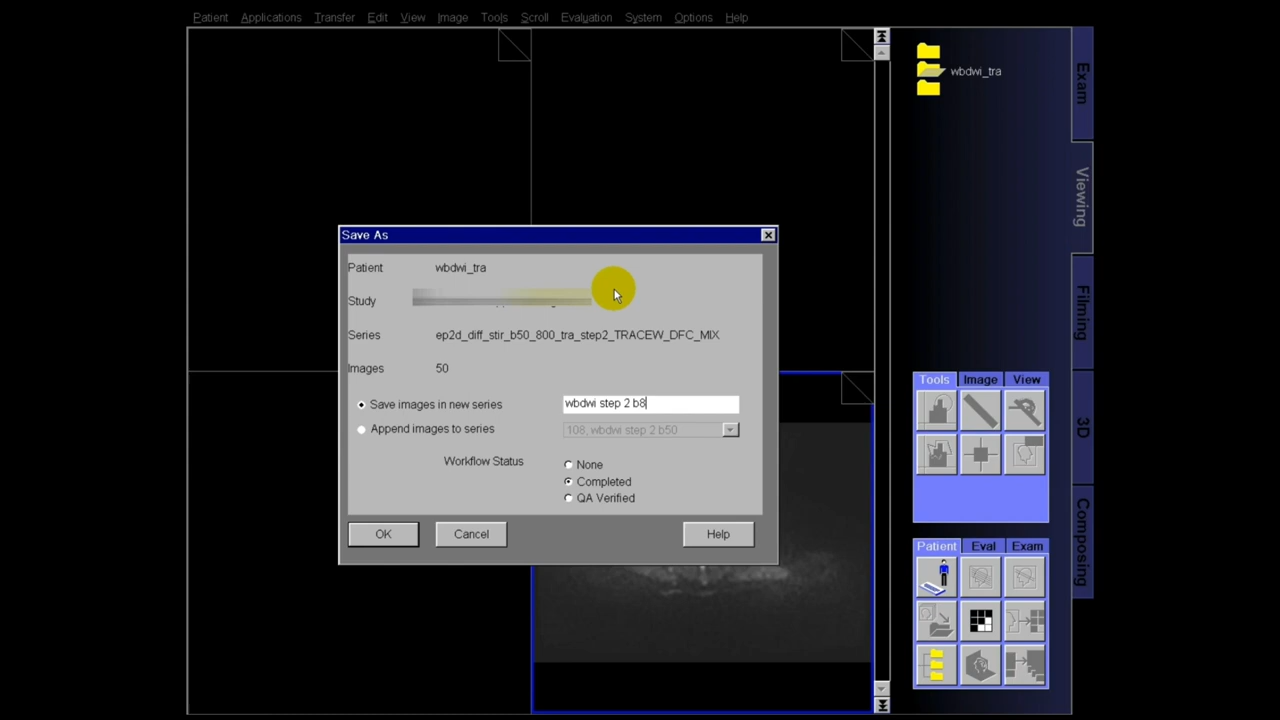 Patient Applications Transfer Edit View Image Tools Scroll Evaluation System Options Help
wbdwi_tra
Exam
Viewing
Filming
3D
Composing
Save As
Patient wbdwi_tra
Study
Series ep2d_diff_stir_b50_800_tra_step2_TRACEW_DFC_MIX
Images 50
Save images in new series wbdwi step 2 b8
Append images to series 108, wbdwi step 2 b50
Workflow Status
None
Completed
QA Verified
OK Cancel Help
Tools Image View
Patient Eval Exam